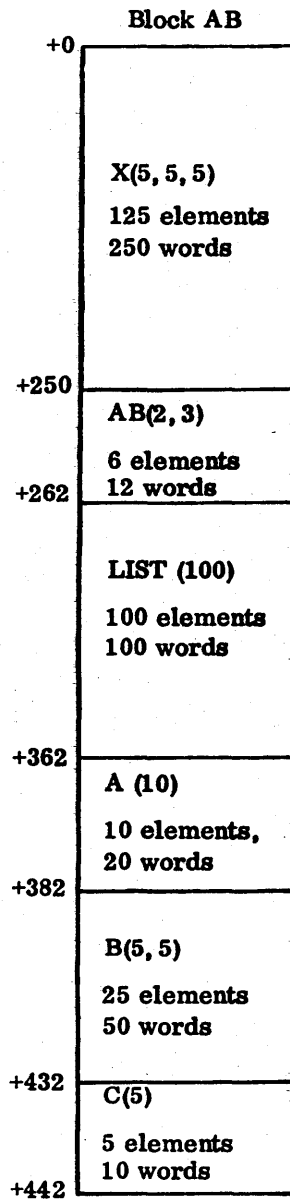 Block AB
+0
X(5, 5, 5)
125 elements
250 words
+250
AB(2, 3)
6 elements
12 words
+262
LIST (100)
100 elements
100 words
+362
A (10)
10 elements,
20 words
+382
B(5, 5)
25 elements
50 words
+432
C(5)
5 elements
10 words
+442